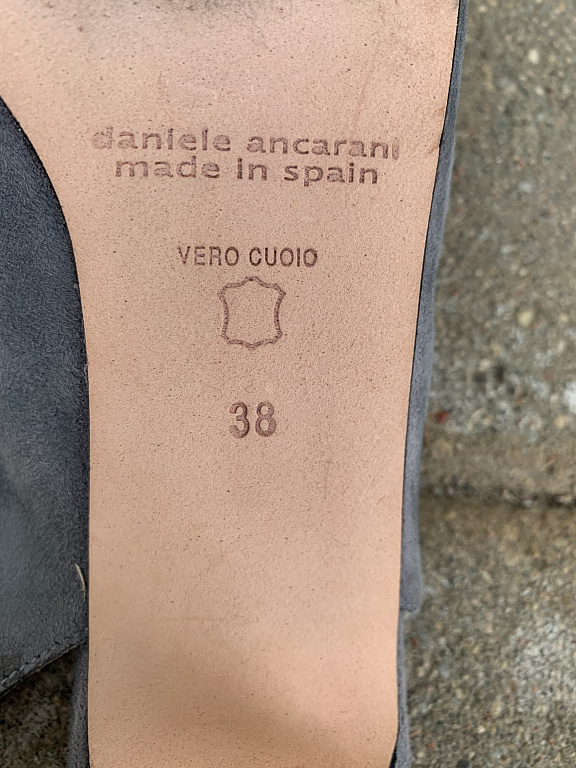 daniele ancarani
made in spain
VERO CUOIO
38